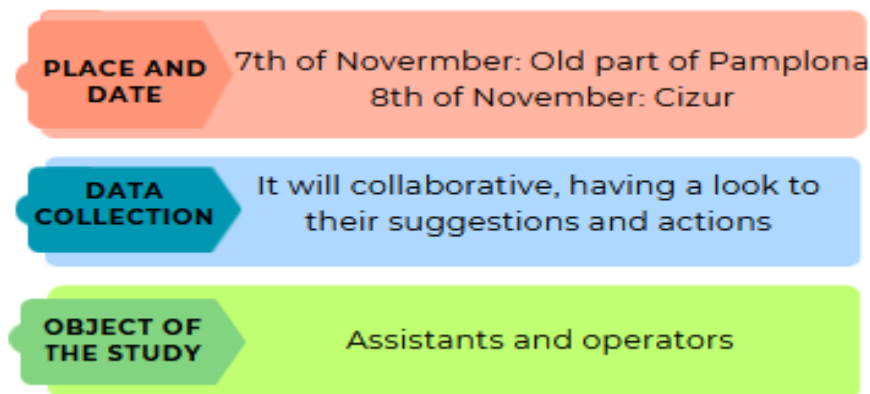 PLACE AND
DATE
7th of Novermber: Old part of Pamplona
8th of November: Cizur
DATA
COLLECTION
It will collaborative, having a look to
their suggestions and actions
OBJECT OF
THE STUDY
Assistants and operators